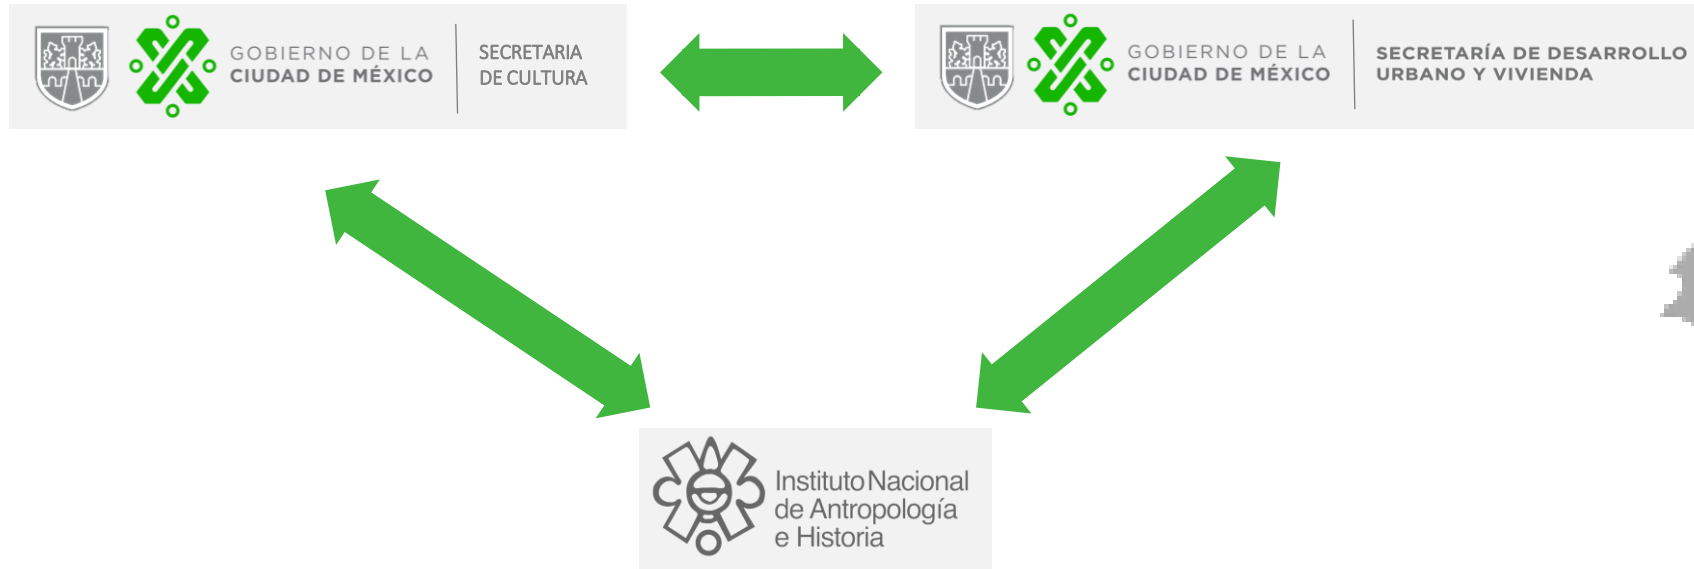 GOBIERNO DE LA
CIUDAD DE MÉXICO
SECRETARIA
DE CULTURA
GOBIERNO DE LA
CIUDAD DE MÉXICO
SECRETARÍA DE DESARROLLO
URBANO Y VIVIENDA
Instituto Nacional
de Antropología
e Historia